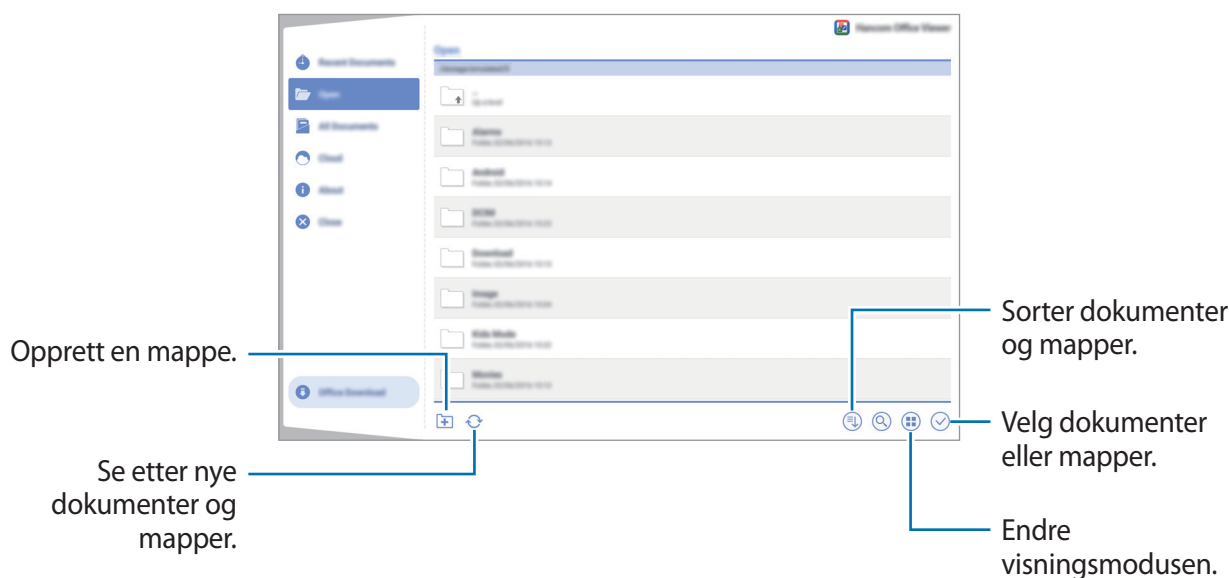 Hancom Office Viewer
Recent Documents
Open
All Documents
Cloud
About
Close
Office Download
Open
Alarms
Android
DCIM
Download
Image
Kids Mode
Movies
Opprett en mappe.
Se etter nye
dokumenter og
mapper.
Sorter dokumenter
og mapper.
Velg dokumenter
eller mapper.
Endre
visningsmodusen.